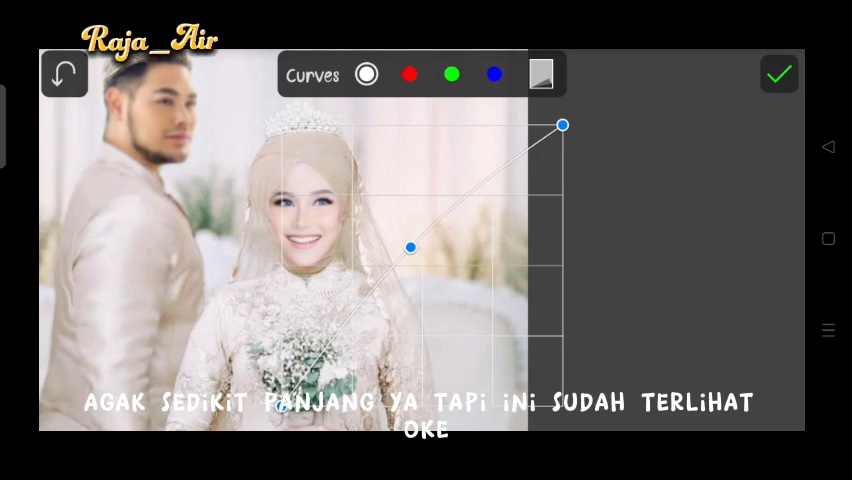 Raja_Air
Curves
AGAK SEDIKIT PANJANG YA TAPI INI SUDAH TERLIHAT
OKE